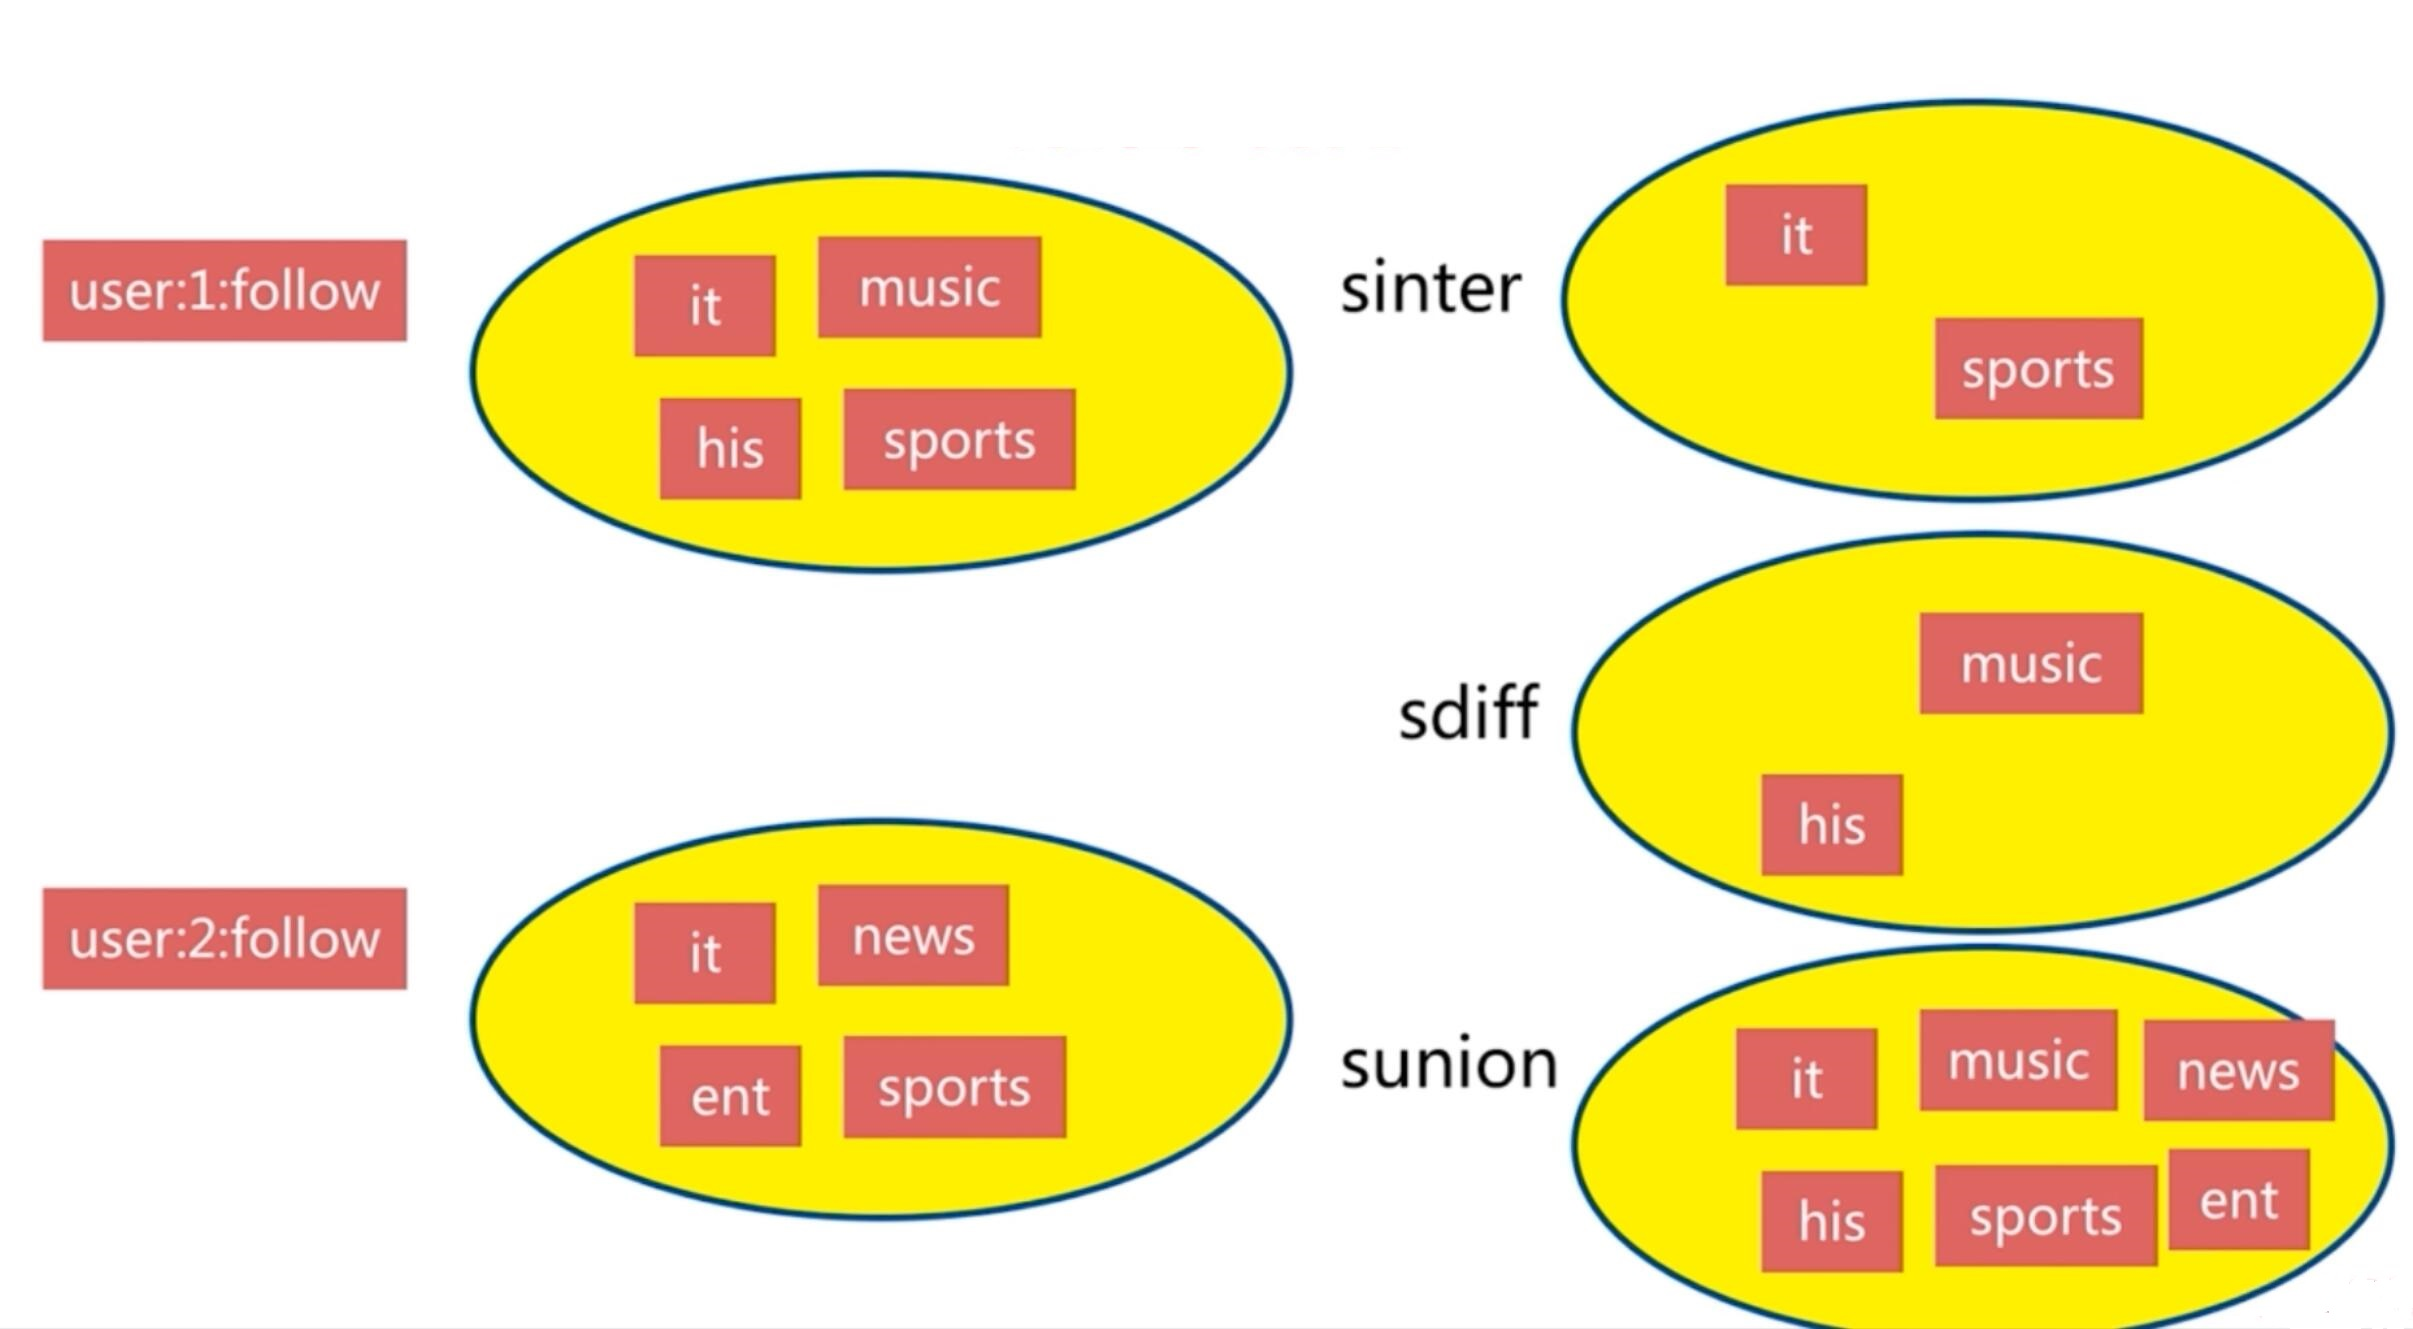 user:1:follow
it
music
his
sports
sinter
it
sports
sdiff
music
his
user:2:follow
it
news
ent
sports
sunion
it
music
news
his
sports
ent